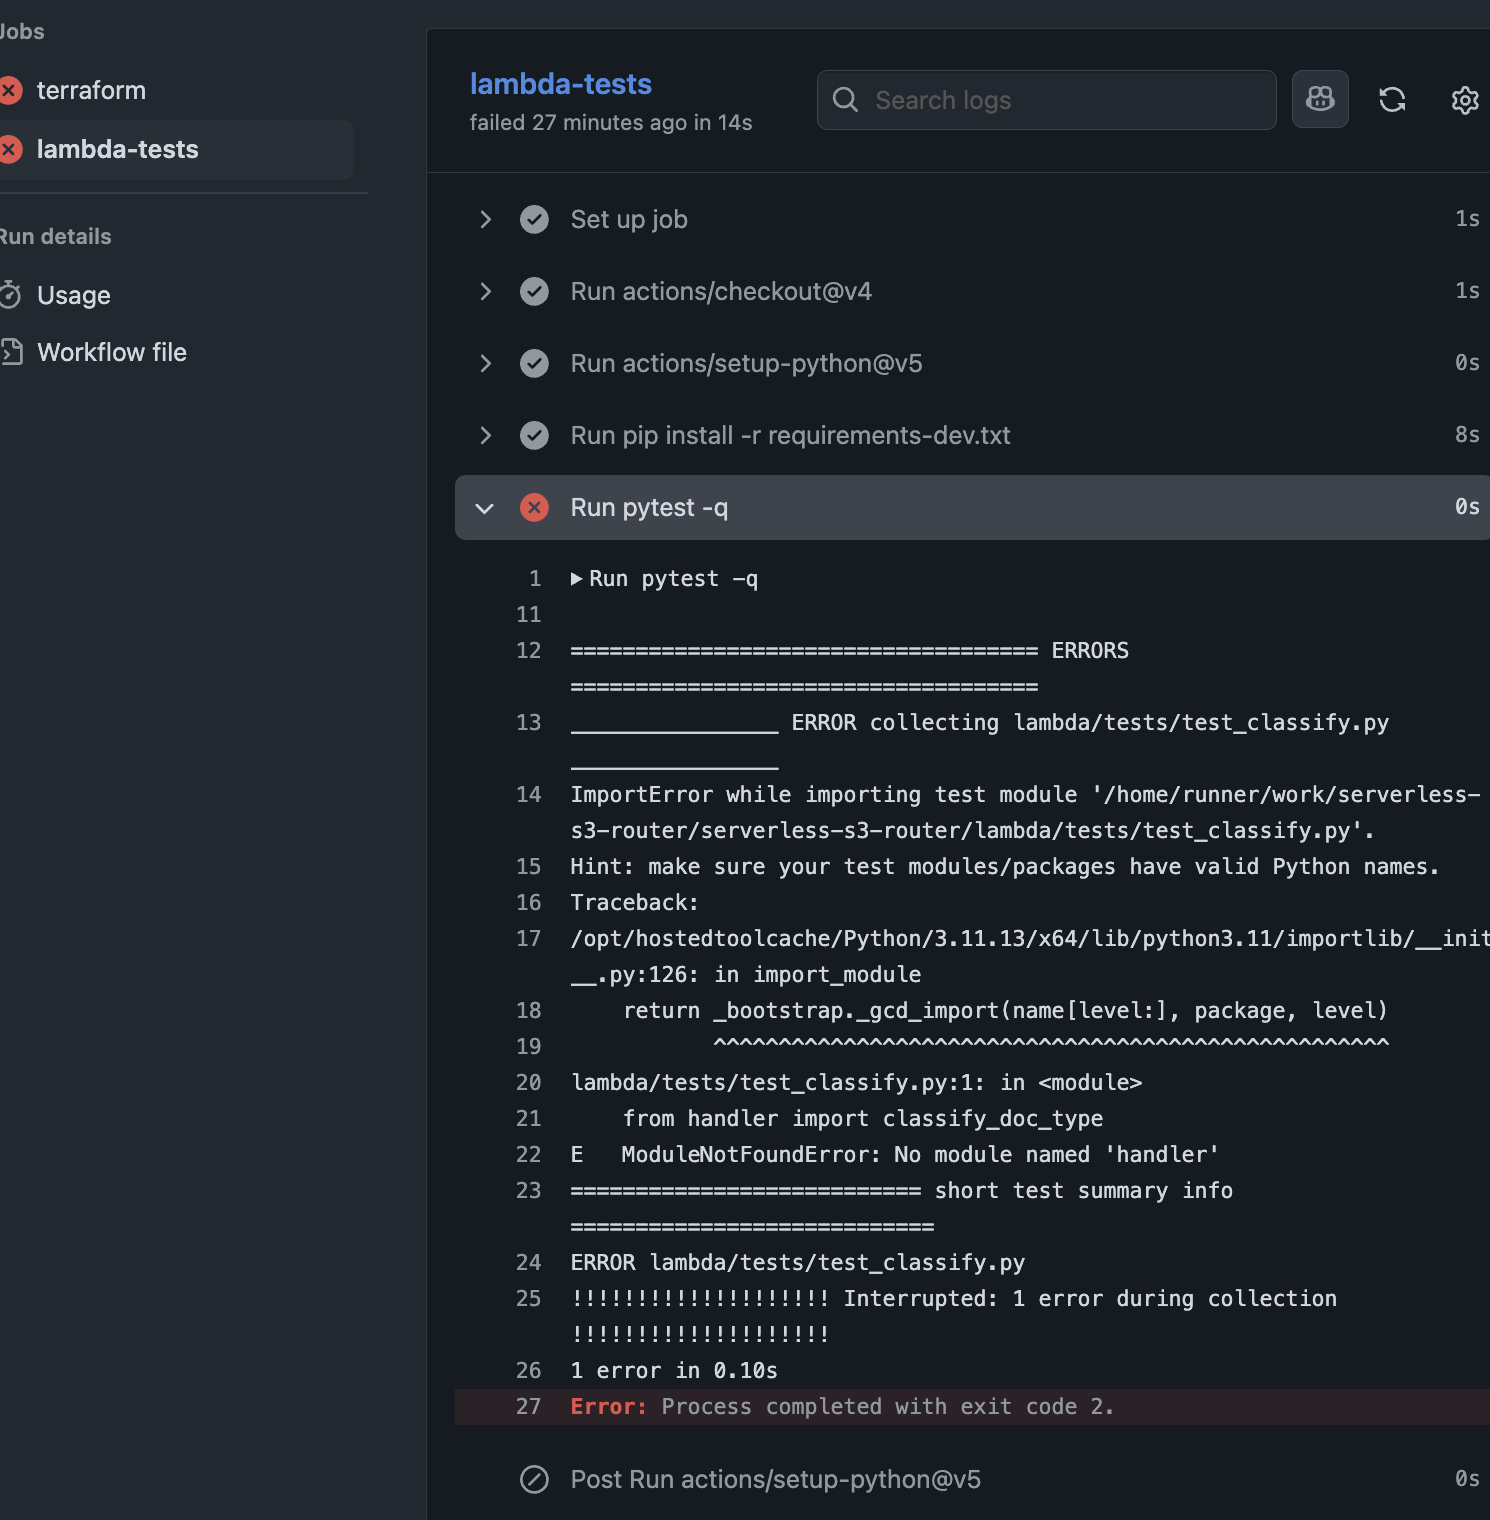 Jobs
terraform
lambda-tests
Run details
Usage
Workflow file
lambda-tests
failed 27 minutes ago in 14s
Search logs
Set up job 1s
Run actions/checkout@v4 1s
Run actions/setup-python@v5 0s
Run pip install -r requirements-dev.txt 8s
Run pytest -q 0s
1 ▶ Run pytest -q
11
12 ==================================== ERRORS
====================================
13 ________________ ERROR collecting lambda/tests/test_classify.py
________________
14 ImportError while importing test module '/home/runner/work/serverless-
s3-router/serverless-s3-router/lambda/tests/test_classify.py'.
15 Hint: make sure your test modules/packages have valid Python names.
16 Traceback:
17 /opt/hostedtoolcache/Python/3.11.13/x64/lib/python3.11/importlib/__init
__.py:126: in import_module
18 return _bootstrap._gcd_import(name[level:], package, level)
19 ^^^^^^^^^^^^^^^^^^^^^^^^^^^^^^^^^^^^^^^^^^^^^^^^^^^^
20 lambda/tests/test_classify.py:1: in <module>
21 from handler import classify_doc_type
22 E ModuleNotFoundError: No module named 'handler'
23 =========================== short test summary info
============================
24 ERROR lambda/tests/test_classify.py
25 !!!!!!!!!!!!!!!!!!!! Interrupted: 1 error during collection
!!!!!!!!!!!!!!!!!!!!
26 1 error in 0.10s
27 Error: Process completed with exit code 2.
Post Run actions/setup-python@v5 0s